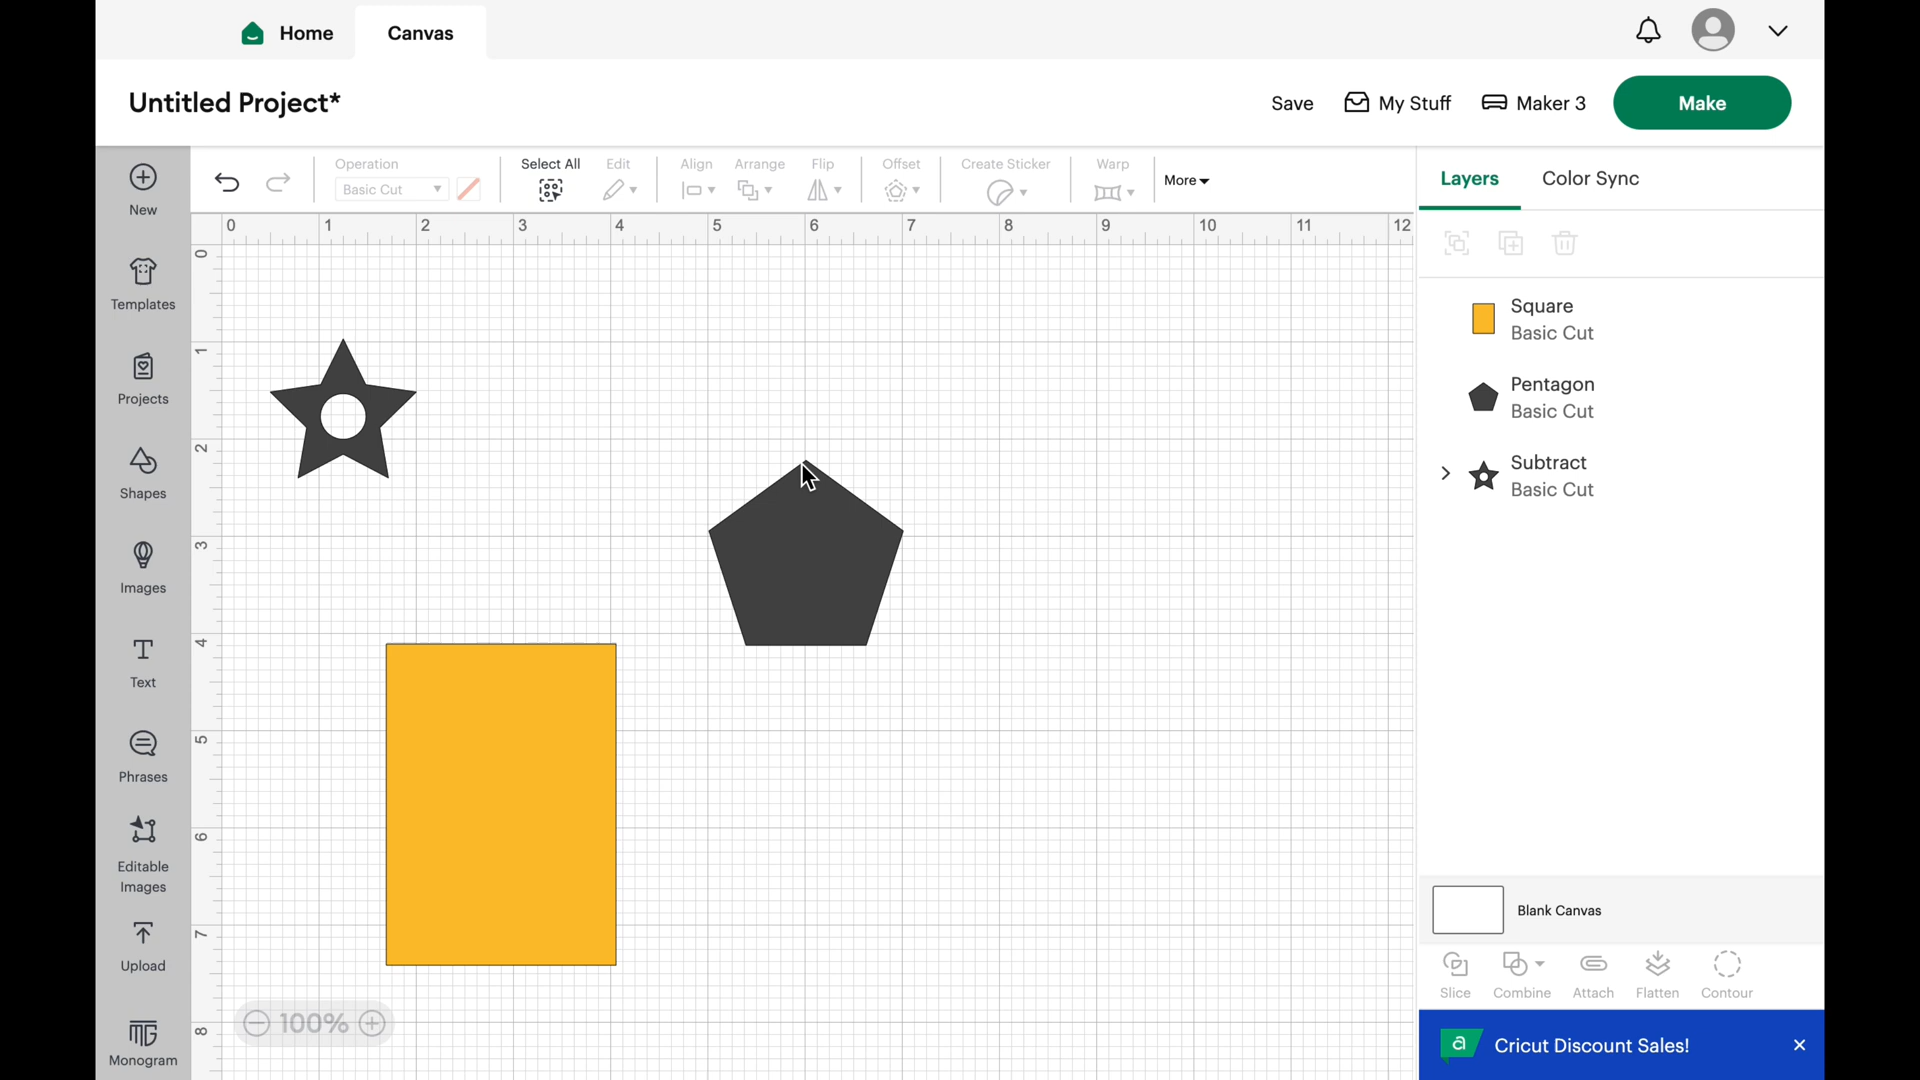 Home
Canvas
Untitled Project*
Save
My Stuff
Maker 3
Make
New
Templates
Projects
Shapes
Images
Text
Phrases
Editable
Images
Upload
Monogram
Operation
Basic Cut
Select All
Edit
Align
Arrange
Flip
Offset
Create Sticker
Warp
More
0 1 2 3 4 5 6 7 8 9 10 11 12
0
1
2
3
4
5
6
7
8
100%
Layers
Color Sync
Square
Basic Cut
Pentagon
Basic Cut
Subtract
Basic Cut
Blank Canvas
Slice
Combine
Attach
Flatten
Contour
a
Cricut Discount Sales!